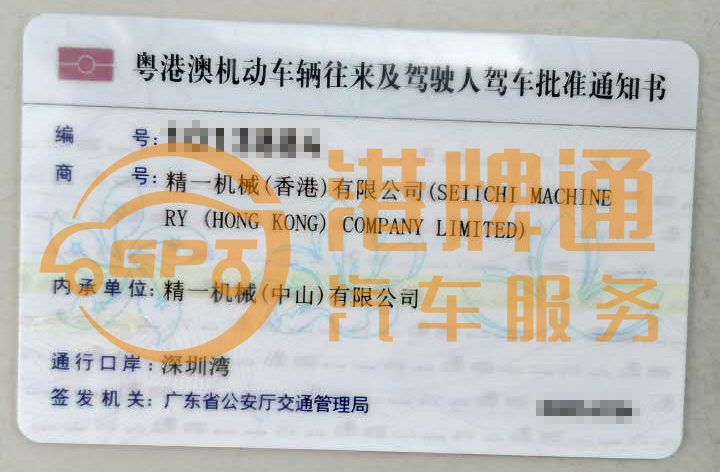 粤港澳机动车辆往来及驾驶人驾车批准通知书
编 号:
商 号: 精一机械(香港)有限公司(SEIICHI MACHINE
RY (HONG KONG) COMPANY LIMITED)
内承单位: 精一机械(中山)有限公司
通行口岸: 深圳湾
签发机关: 广东省公安厅交通管理局
GPT
港牌通
汽车服务